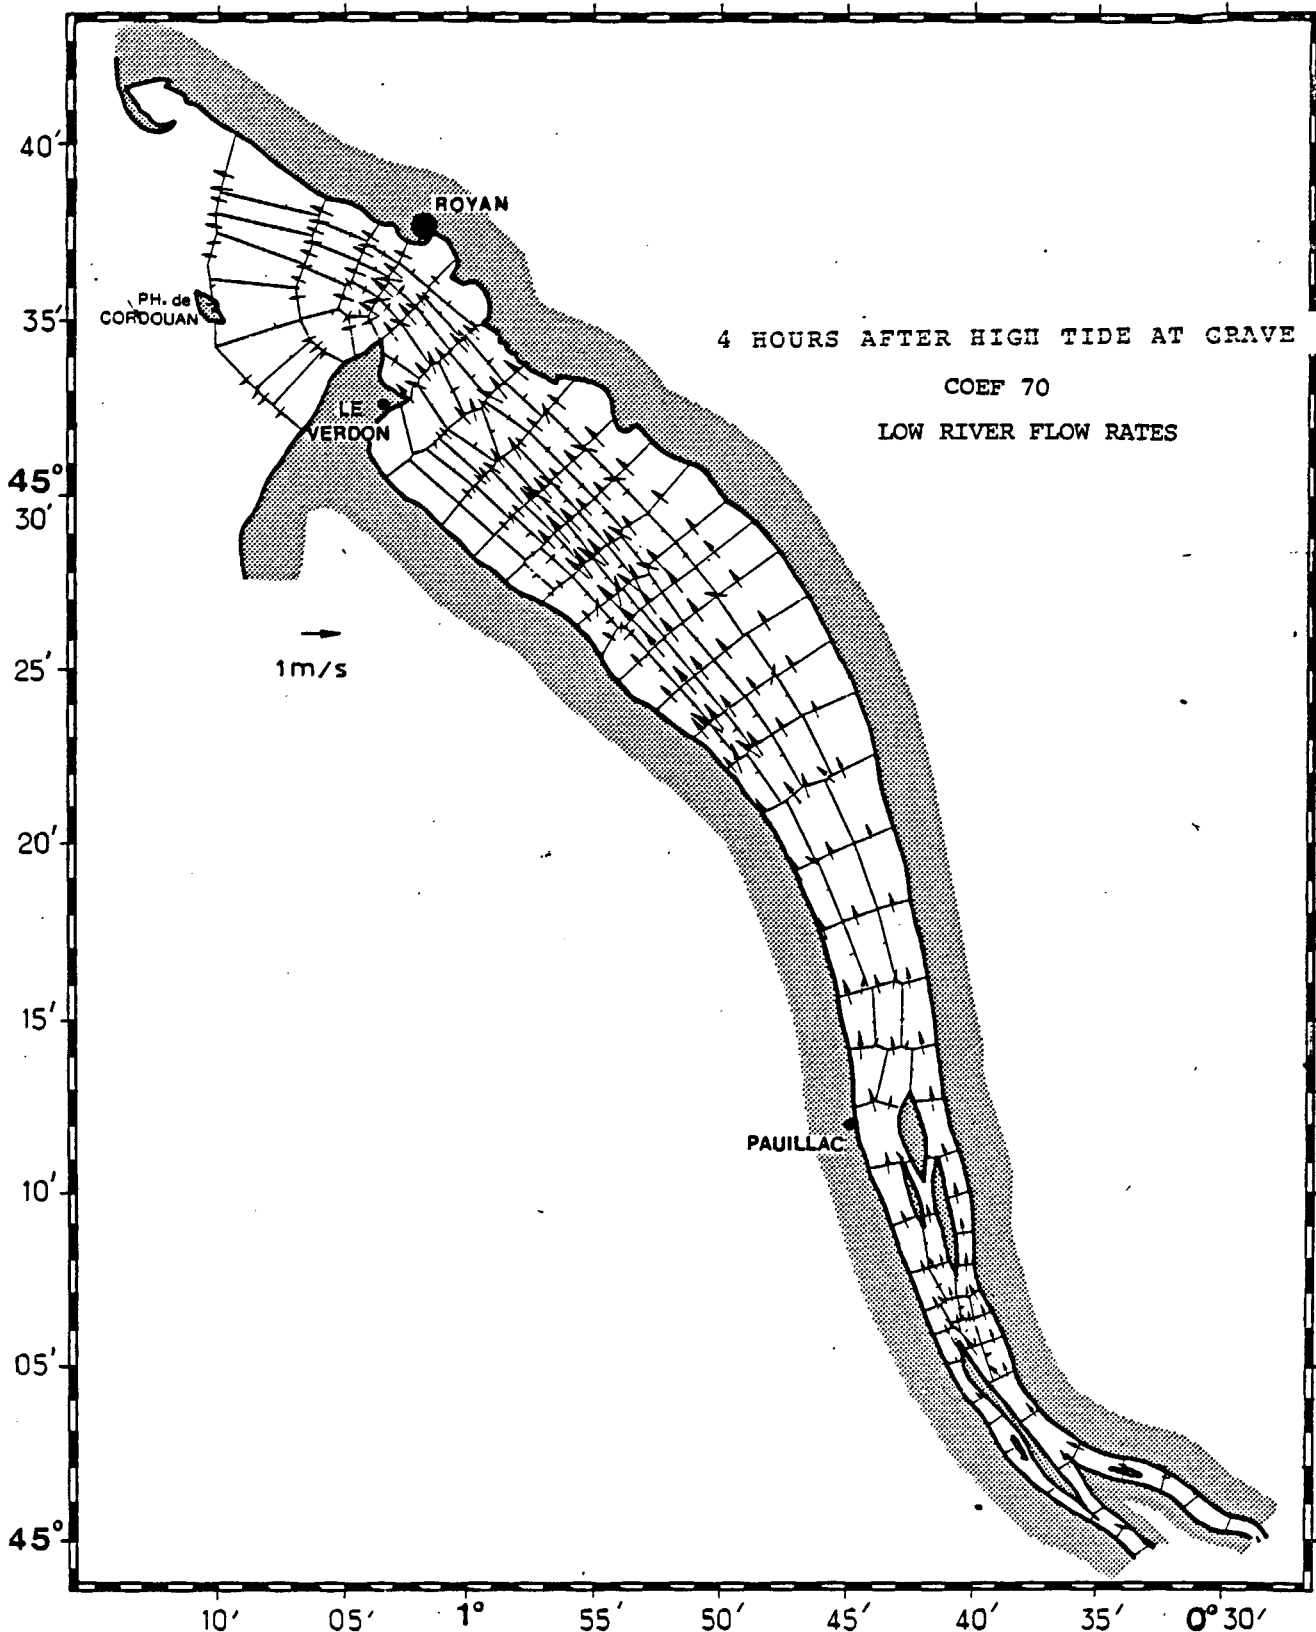 40′
ROYAN
PH. de
CORDOUAN
35′
4 HOURS AFTER HIGH TIDE AT GRAVE
COEF 70
LOW RIVER FLOW RATES
LE
VERDON
45°
30′
1m/s
25′
20′
15′
PAUILLAC
10′
05′
45°
10′ 05′ 1° 55′ 50′ 45′ 40′ 35′ 0° 30′